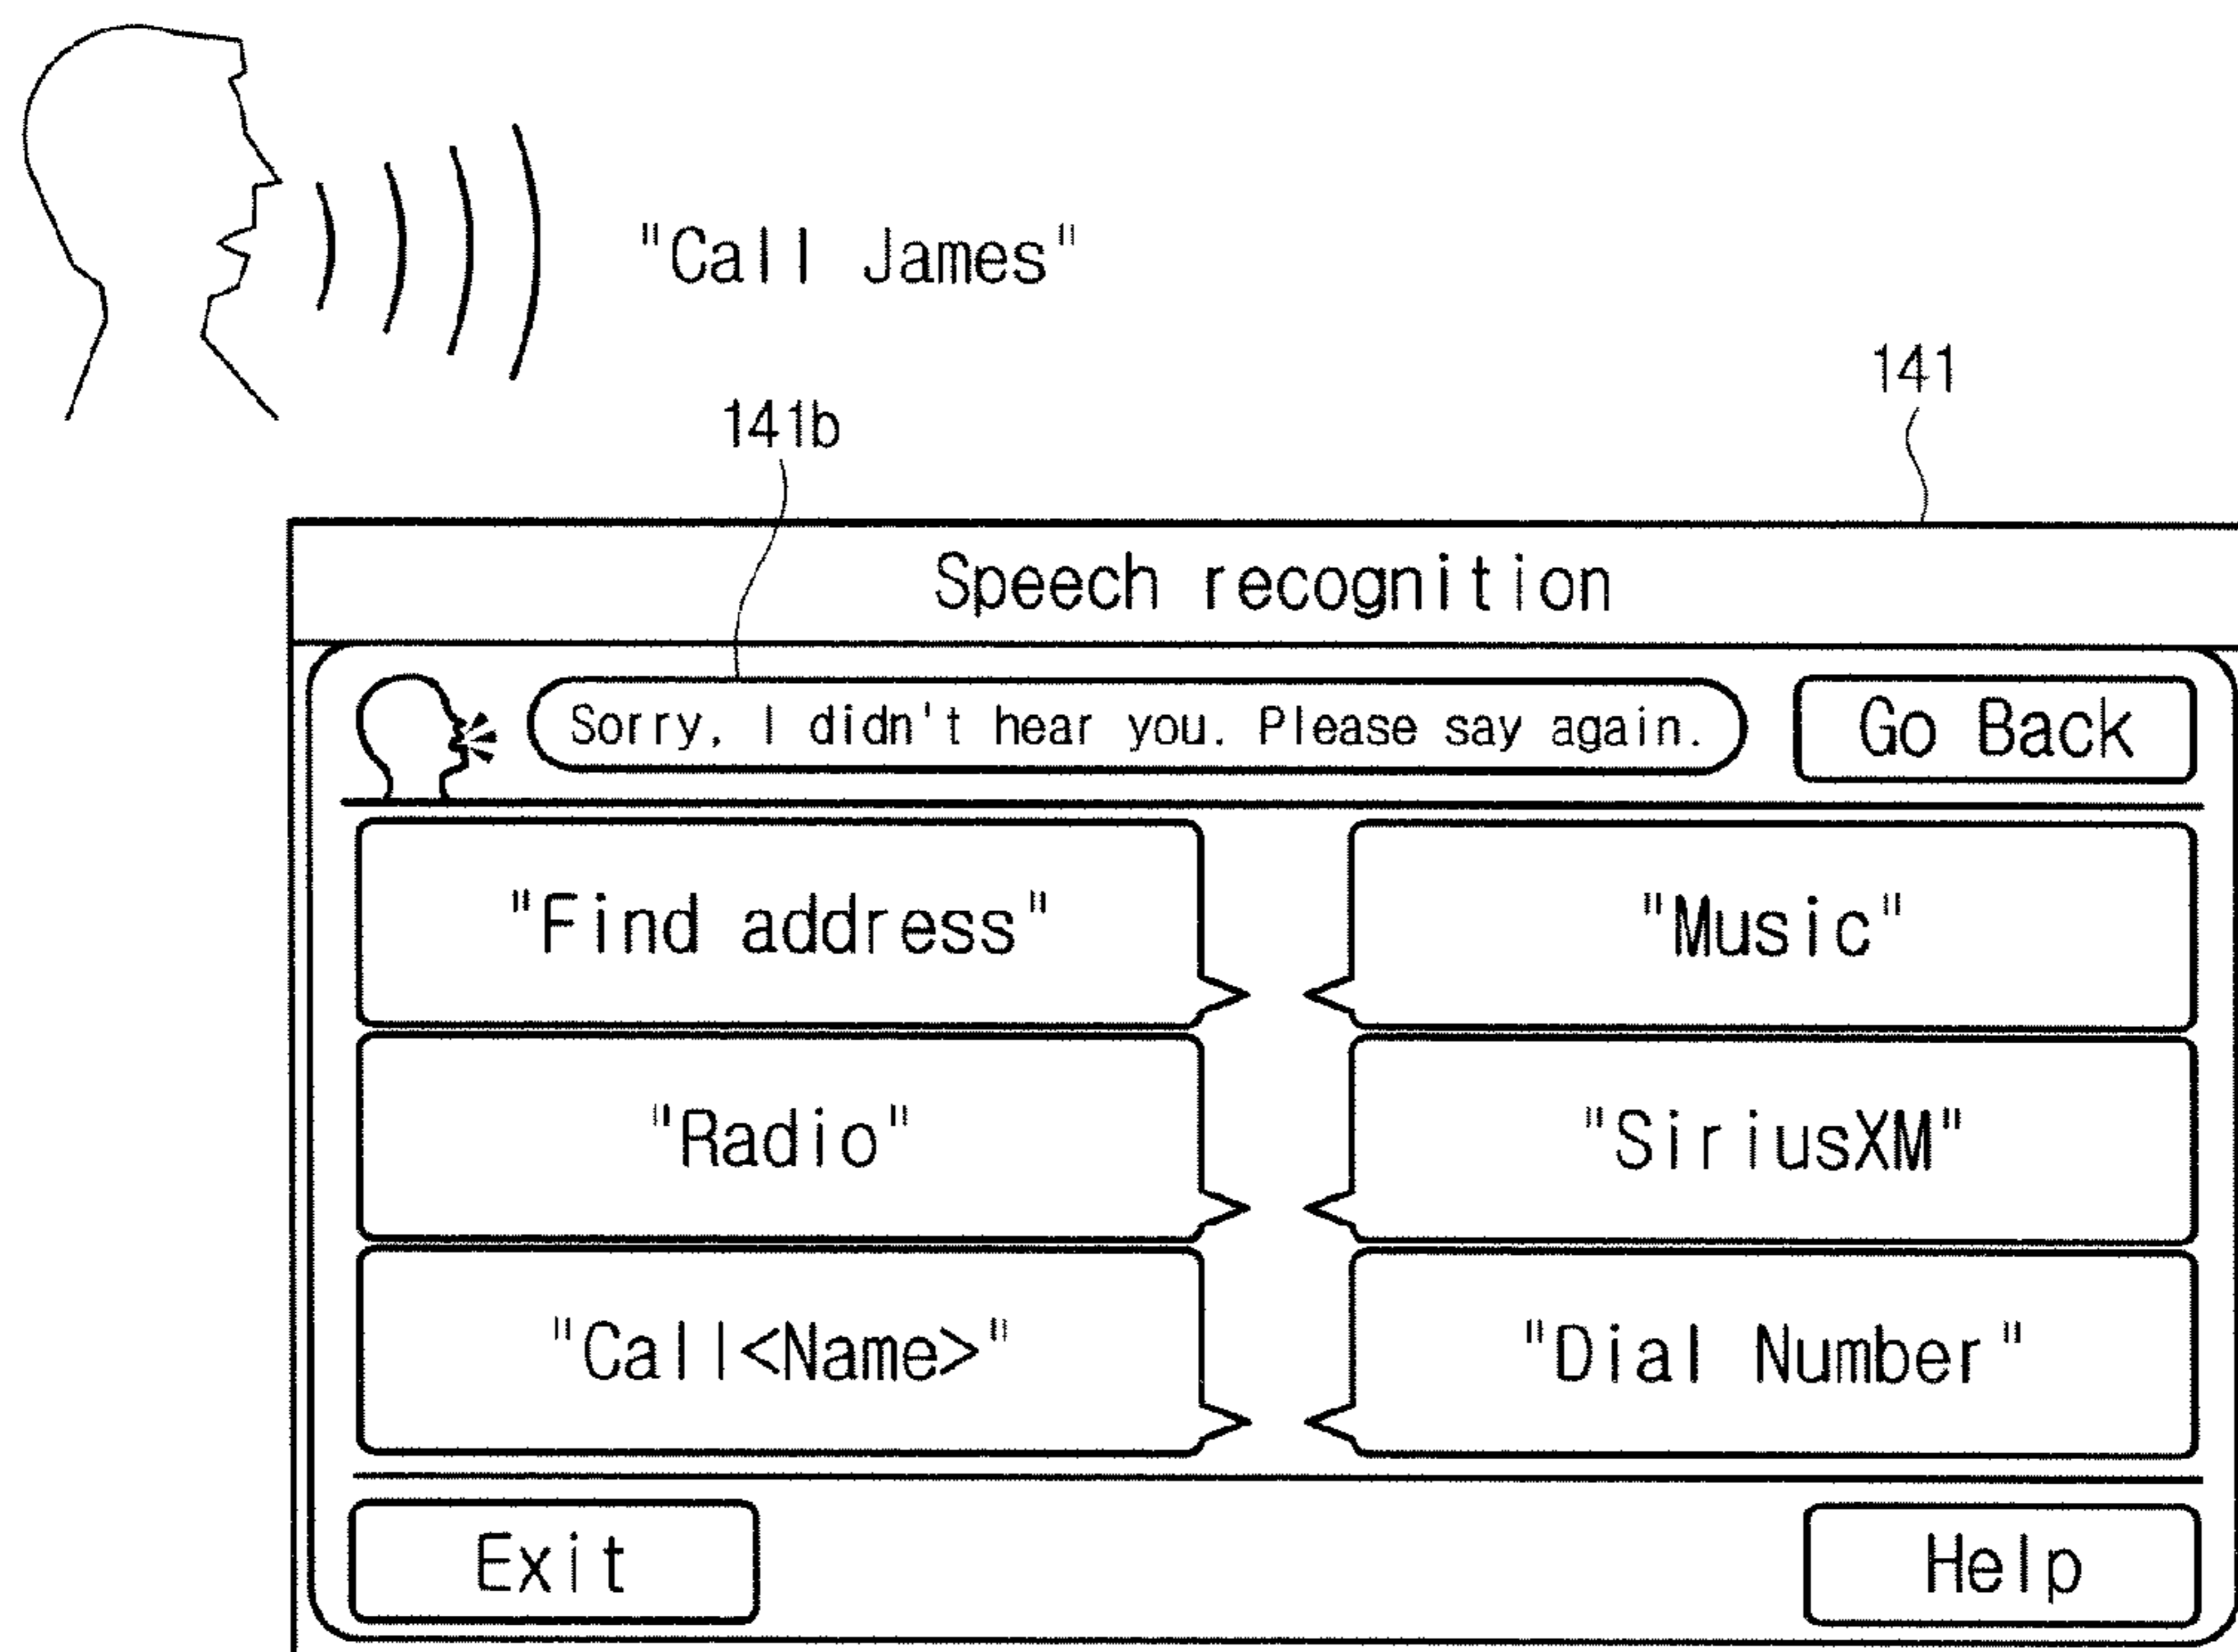 "Call James"
141
141b
Speech recognition
Sorry, I didn't hear you. Please say again.
Go Back
"Find address"
"Music"
"Radio"
"SiriusXM"
"Call<Name>"
"Dial Number"
Exit
Help